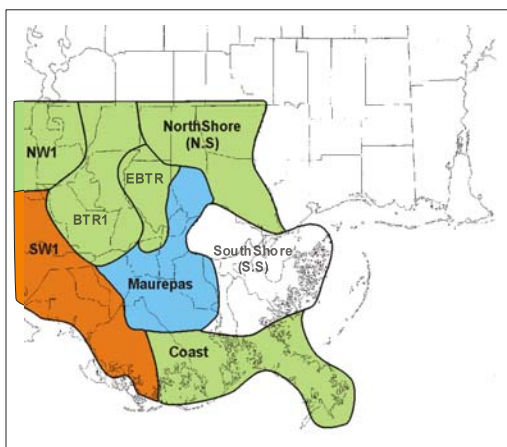 NorthShore
(N.S)
NW1
EBTR
BTR1
SW1
SouthShore
(S.S)
Maurepas
Coast